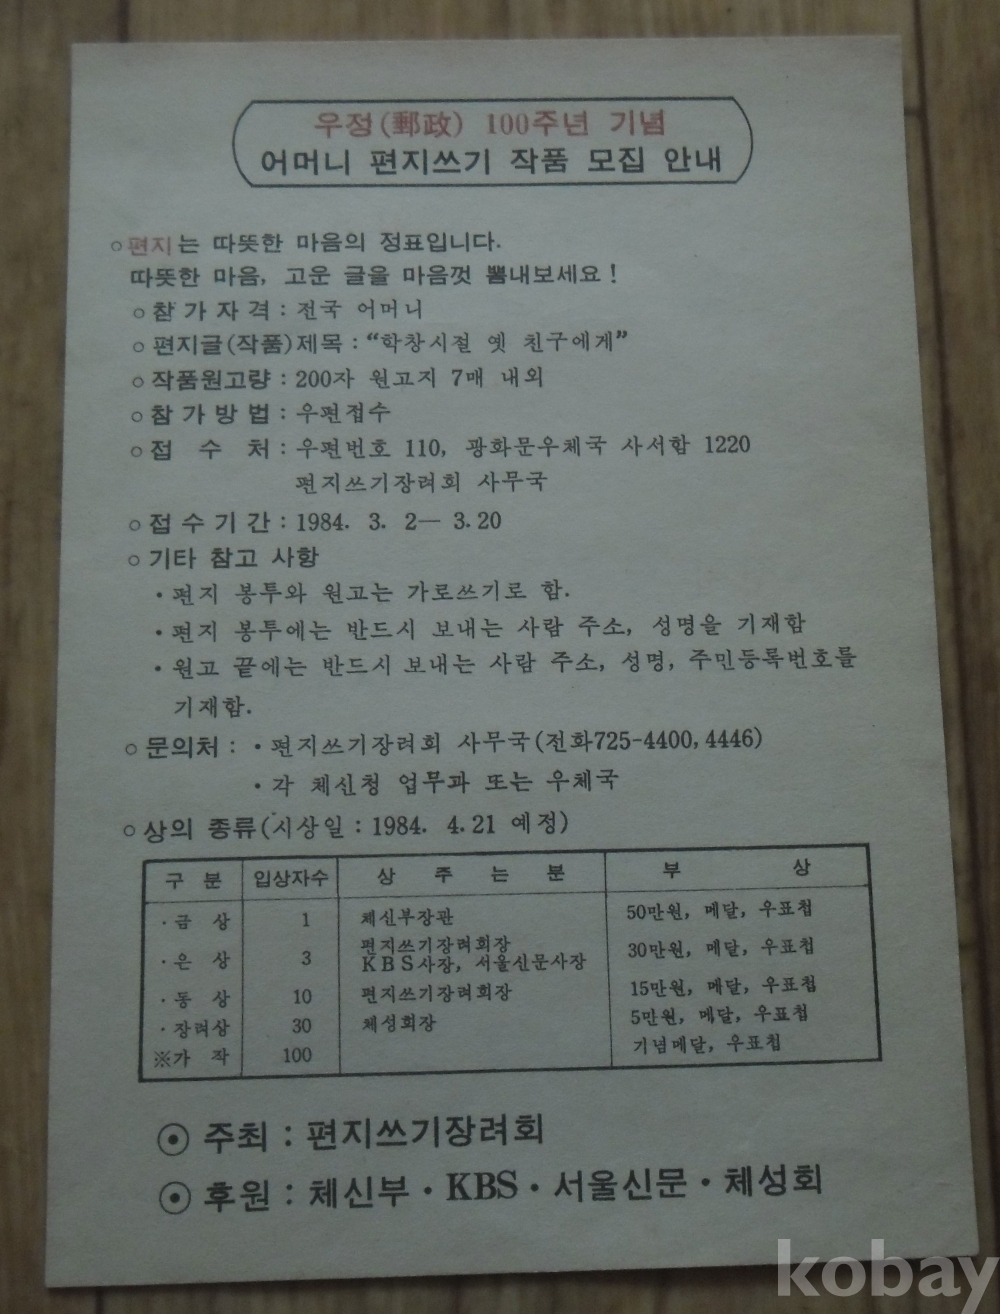 우정(郵政) 100주년 기념
어머니 편지쓰기 작품 모집 안내
○편지는 따뜻한 마음의 정표입니다.
따뜻한 마음, 고운 글을 마음껏 뽐내보세요!
○참가자격 : 전국 어머니
○편지글(작품)제목 : “학창시절 옛 친구에게”
○작품원고량 : 200자 원고지 7매 내외
○참가방법 : 우편접수
○접 수 처 : 우편번호 110, 광화문우체국 사서함 1220
편지쓰기장려회 사무국
○접수기간 : 1984. 3. 2— 3.20
○기타 참고 사항
·편지 봉투와 원고는 가로쓰기로 함.
·편지 봉투에는 반드시 보내는 사람 주소, 성명을 기재함
·원고 끝에는 반드시 보내는 사람 주소, 성명, 주민등록번호를
기재함.
○문의처 : ·편지쓰기장려회 사무국(전화725-4400, 4446)
·각 체신청 업무과 또는 우체국
○상의 종류(시상일 : 1984. 4.21 예정)
구 분 입상자수 상 주 는 분 부 상
·금 상 1 체신부장관 50만원, 메달, 우표첩
·은 상 3 편지쓰기장려회장 30만원, 메달, 우표첩
KBS사장, 서울신문사장
·동 상 10 편지쓰기장려회장 15만원, 메달, 우표첩
·장려상 30 체성회장 5만원, 메달, 우표첩
※가 작 100 기념메달, 우표첩
⊙ 주최 : 편지쓰기장려회
⊙ 후원 : 체신부·KBS·서울신문·체성회
kobay